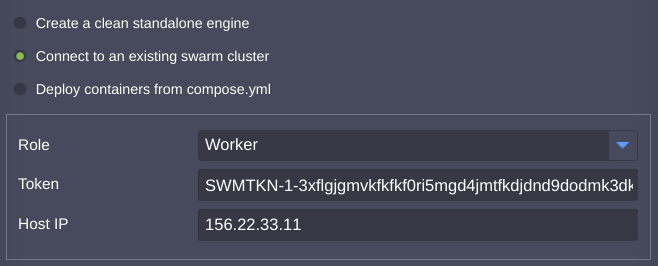 Create a clean standalone engine
Connect to an existing swarm cluster
Deploy containers from compose.yml
Role Worker
Token SWMTKN-1-3xflgjgmvkfkfkf0ri5mgd4jmtfkdjdnd9dodmk3dk
Host IP 156.22.33.11